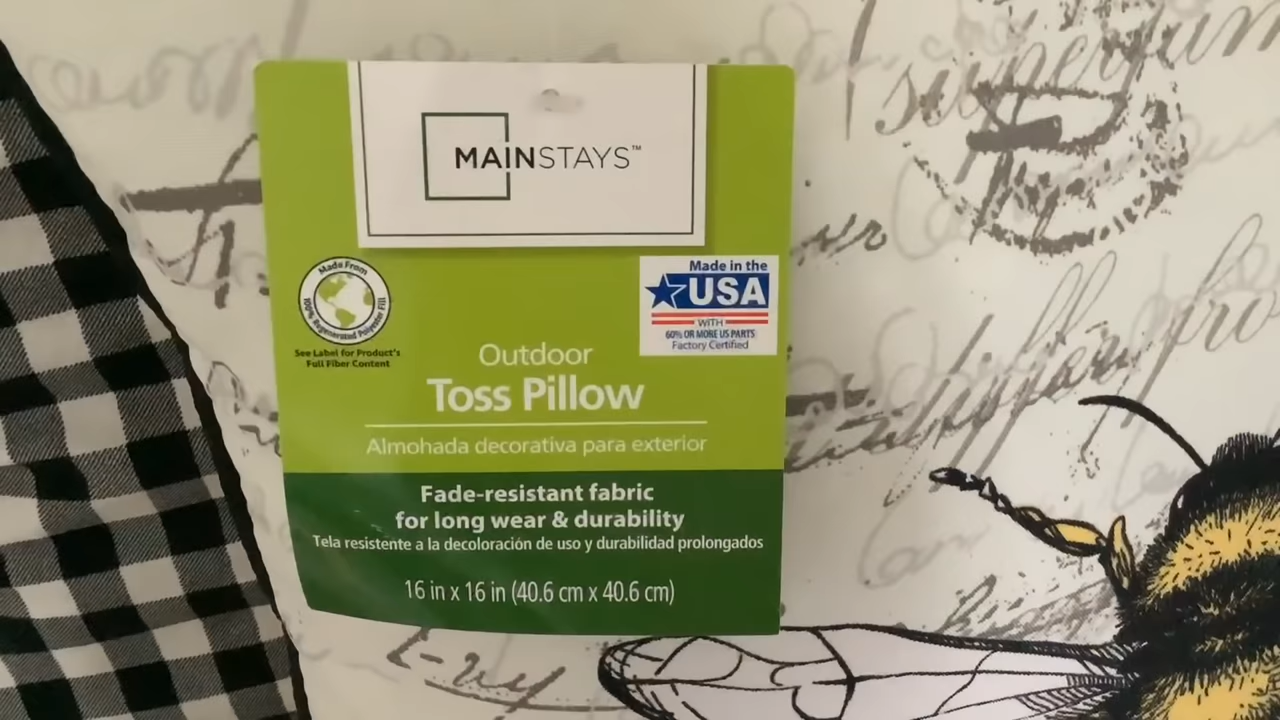 MAINSTAYS™
Made From
100% Regenerated Polyester Fill
See Label for Product's
Full Fiber Content
Made in the
USA
WITH
60% OR MORE US PARTS
Factory Certified
Outdoor
Toss Pillow
Almohada decorativa para exterior
Fade-resistant fabric
for long wear & durability
Tela resistente a la decoloración de uso y durabilidad prolongados
16 in x 16 in (40.6 cm x 40.6 cm)